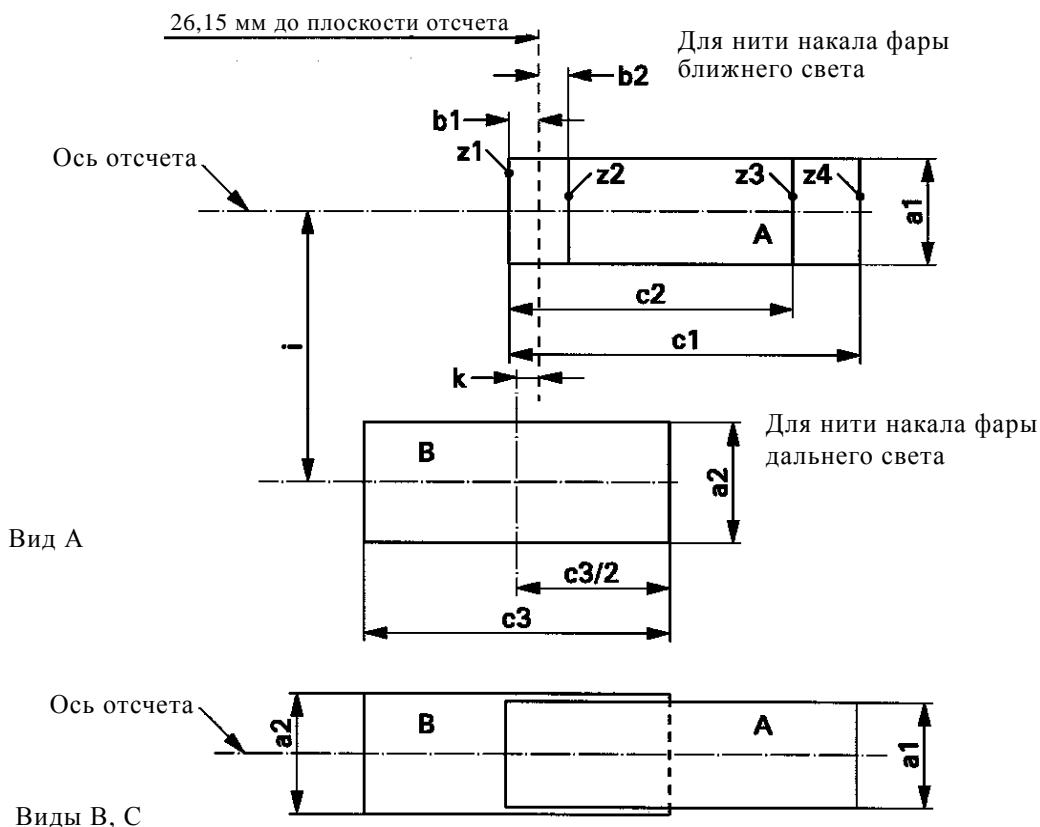 26,15 мм до плоскости отсчета
Для нити накала фары
ближнего света
b2
b1
z1
Ось отсчета
z2
z3
z4
a1
A
c2
c1
i
k
Для нити накала фары
дальнего света
B
a2
Вид A
c3/2
c3
Ось отсчета
a2
B
A
a1
Виды B, C